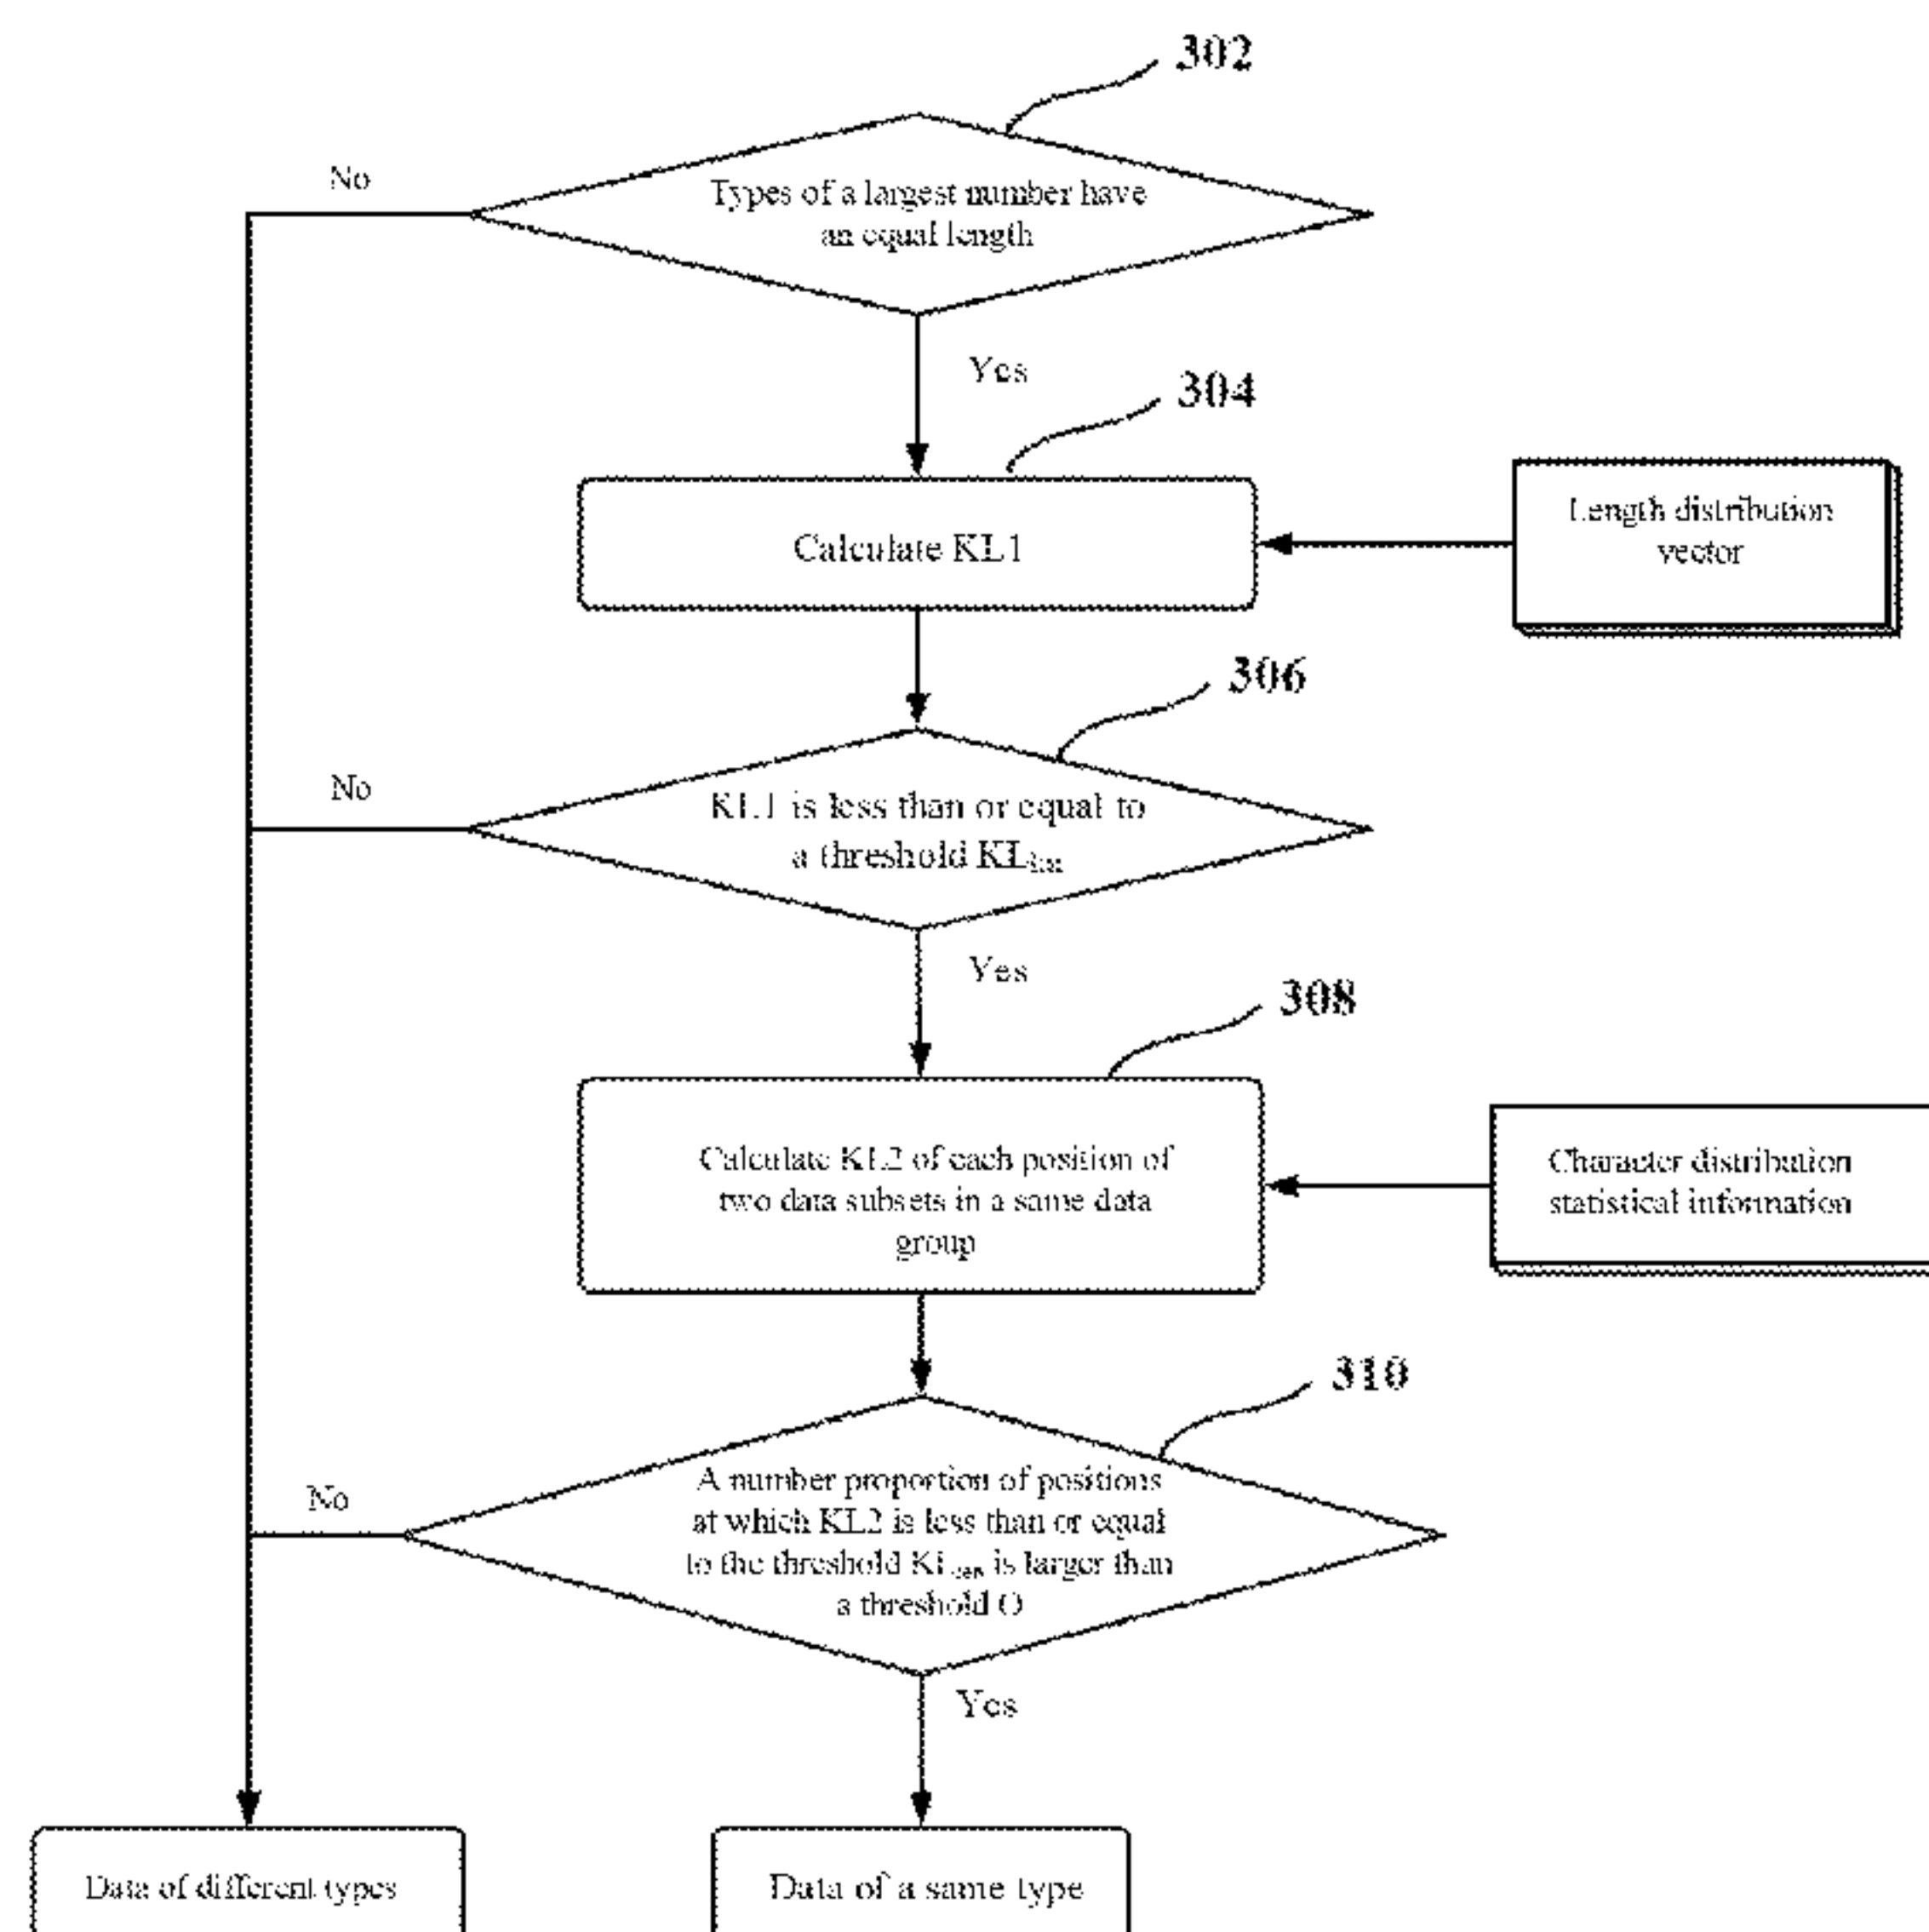 302
No
Types of a largest number have
an equal length
Yes
304
Calculate KL1
Length distribution
vector
306
No
KL1 is less than or equal to
a threshold
Yes
308
Calculate KL2 of each position of
two data subsets in a same data
group
Character distribution
statistical information
310
No
A number proportion of positions
at which KL2 is less than or equal
to the threshold is larger than
a threshold
Yes
Data of different types
Data of a same type